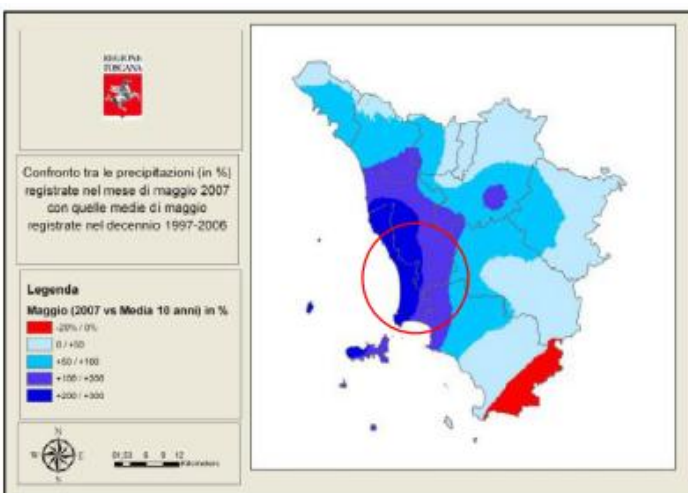 REGIONE
TOSCANA
Confronto tra le precipitazioni (in %)
registrate nel mese di maggio 2007
con quelle medie di maggio
registrate nel decennio 1997-2006
Legenda
Maggio (2007 vs Media 10 anni) in %
-20% / 0%
0 / +50
+50 / +100
+100 / +200
+200 / +300
N
S
Kilometers